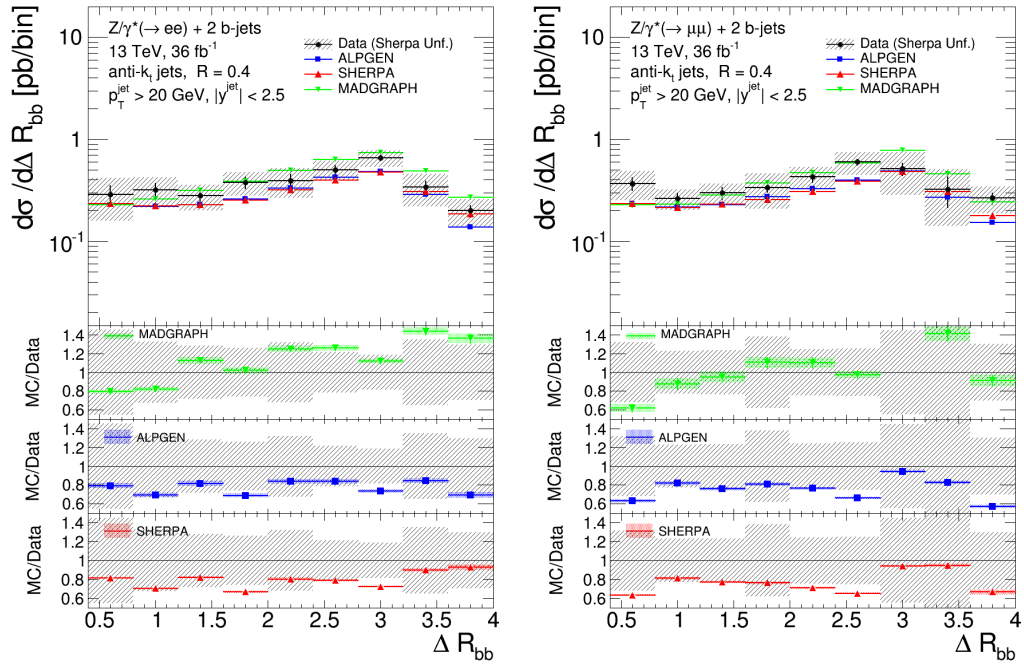 dσ/dΔ R_bb [pb/bin]
10
1
10⁻¹
Z/γ*(→ ee) + 2 b-jets
13 TeV, 36 fb⁻¹
anti-k_t jets, R = 0.4
p_T^jet > 20 GeV, |y^jet| < 2.5
Data (Sherpa Unf.)
ALPGEN
SHERPA
MADGRAPH
MC/Data
1.4
1.2
1
0.8
0.6
MADGRAPH
MC/Data
1.4
1.2
1
0.8
0.6
ALPGEN
MC/Data
1.4
1.2
1
0.8
0.6
SHERPA
0.5 1 1.5 2 2.5 3 3.5 4
Δ R_bb
dσ/dΔ R_bb [pb/bin]
10
1
10⁻¹
Z/γ*(→ μμ) + 2 b-jets
13 TeV, 36 fb⁻¹
anti-k_t jets, R = 0.4
p_T^jet > 20 GeV, |y^jet| < 2.5
Data (Sherpa Unf.)
ALPGEN
SHERPA
MADGRAPH
MC/Data
1.4
1.2
1
0.8
0.6
MADGRAPH
MC/Data
1.4
1.2
1
0.8
0.6
ALPGEN
MC/Data
1.4
1.2
1
0.8
0.6
SHERPA
0.5 1 1.5 2 2.5 3 3.5 4
Δ R_bb